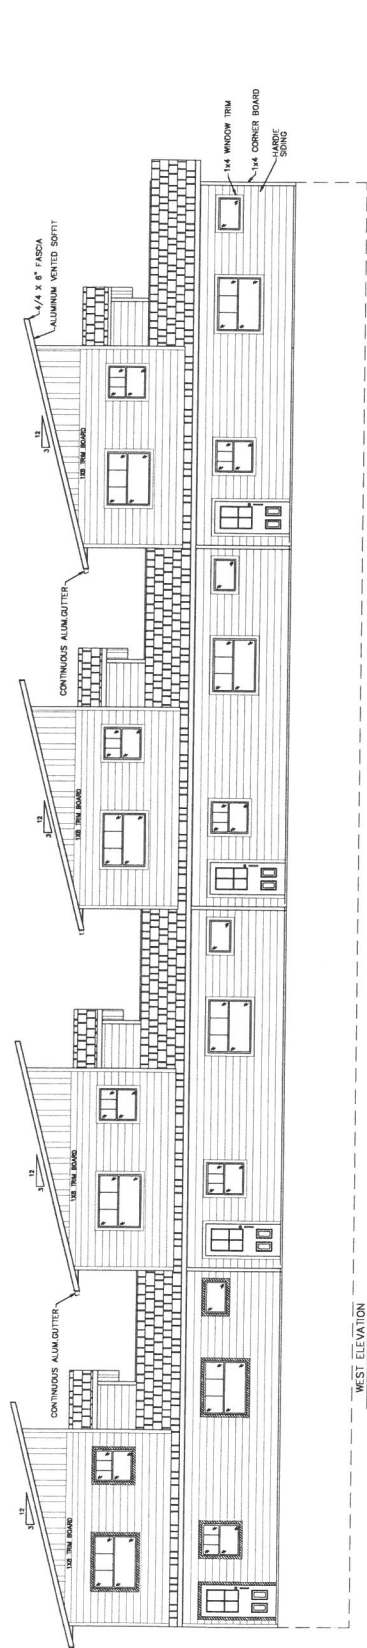 4/4 X 6" FASCIA
ALUMINUM VENTED SOFFIT
12
3
1X8 TRIM BOARD
1x4 WINDOW TRIM
1x4 CORNER BOARD
HARDIE
SIDING
CONTINUOUS ALUM.GUTTER
12
3
1X8 TRIM BOARD
12
3
1X8 TRIM BOARD
CONTINUOUS ALUM.GUTTER
12
3
1X8 TRIM BOARD
WEST ELEVATION